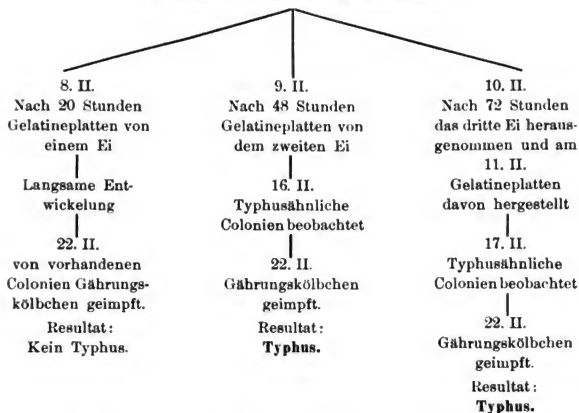 8. II.
Nach 20 Stunden
Gelatineplatten von
einem Ei
Langsame Ent-
wickelung
22. II.
von vorhandenen
Colonien Gährungs-
kölbchen geimpft.
Resultat:
Kein Typhus.
9. II.
Nach 48 Stunden
Gelatineplatten von
dem zweiten Ei
16. II.
Typhusähnliche
Colonien beobachtet
22. II.
Gährungskölbchen
geimpft.
Resultat:
Typhus.
10. II.
Nach 72 Stunden
das dritte Ei heraus-
genommen und am
11. II.
Gelatineplatten
davon hergestellt
17. II.
Typhusähnliche
Colonien beobachtet
22. II.
Gährungskölbchen
geimpft.
Resultat:
Typhus.